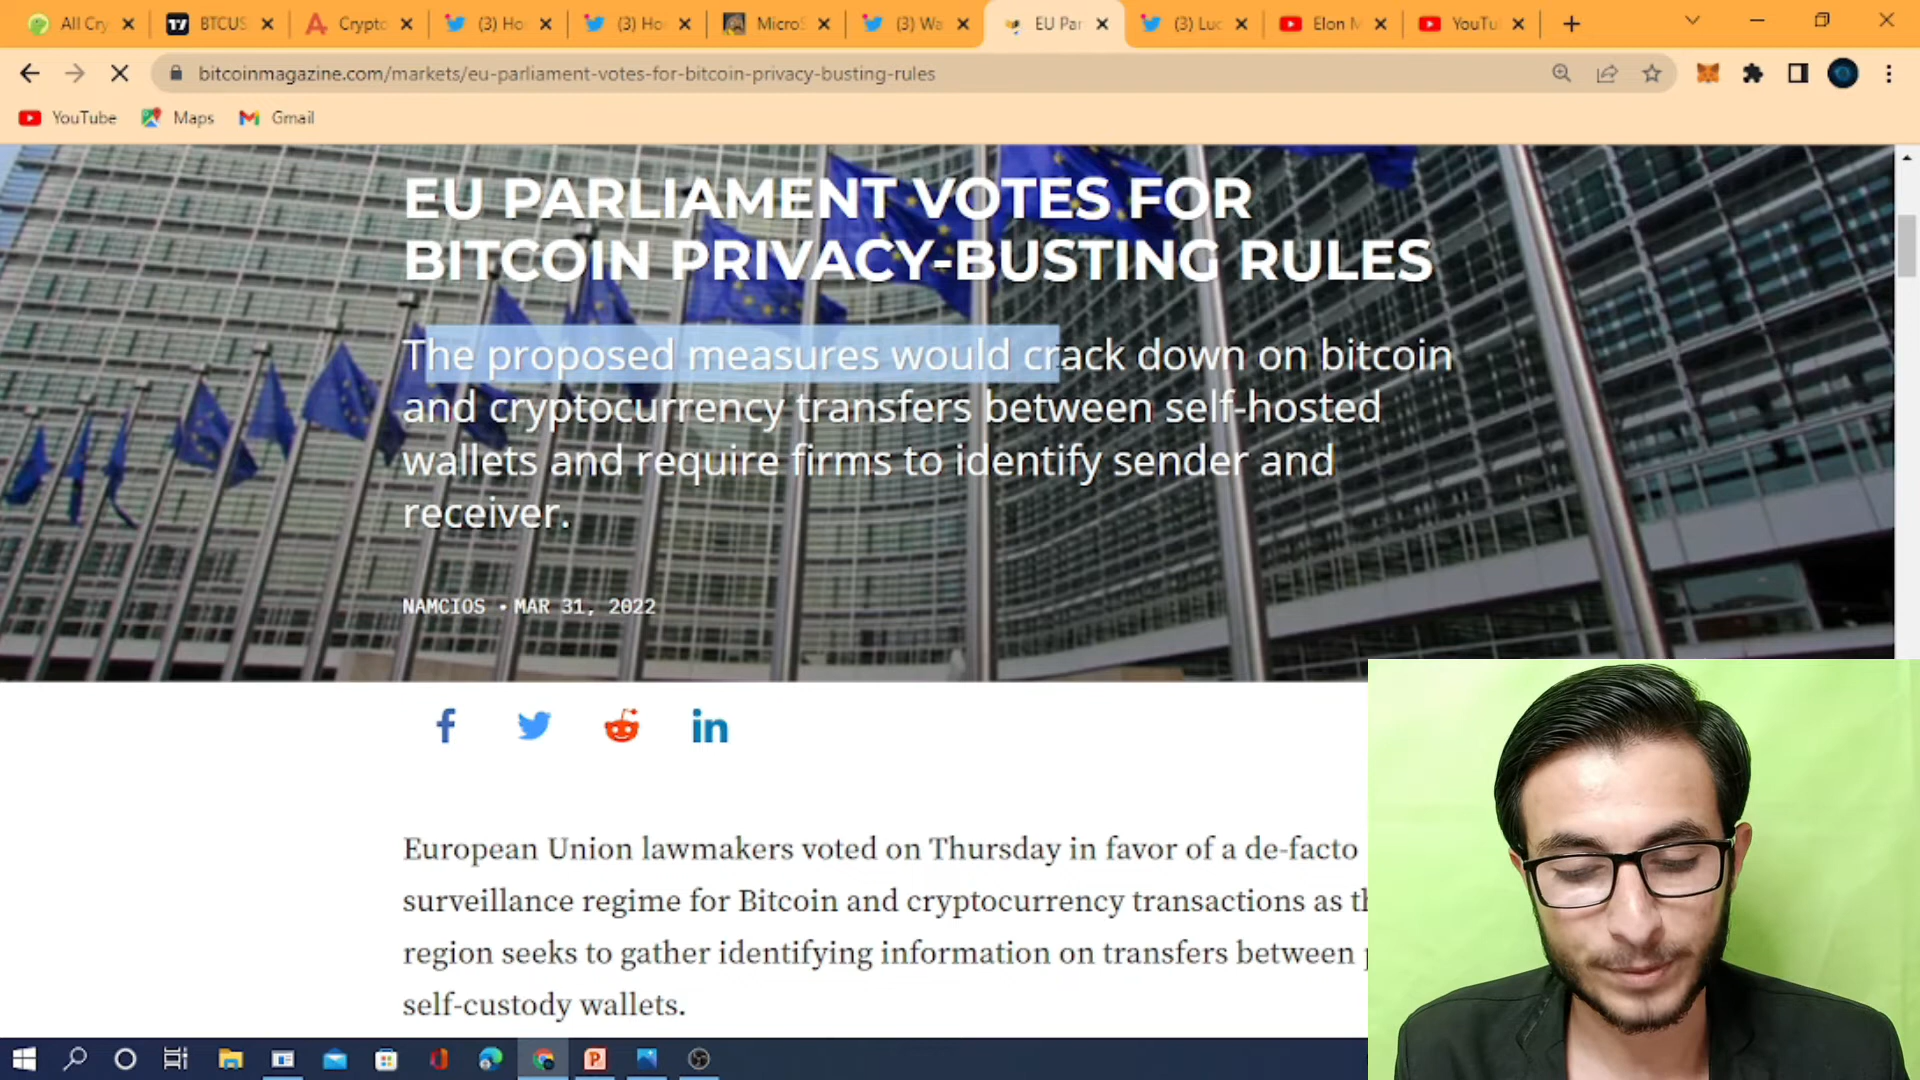 All Cry
BTCUS
Crypto
(3) Ho
(3) Ho
MicroS
(3) Wa
EU Par
(3) Luc
Elon M
YouTu
bitcoinmagazine.com/markets/eu-parliament-votes-for-bitcoin-privacy-busting-rules
YouTube
Maps
Gmail
EU PARLIAMENT VOTES FOR
BITCOIN PRIVACY-BUSTING RULES
The proposed measures would crack down on bitcoin
and cryptocurrency transfers between self-hosted
wallets and require firms to identify sender and
receiver.
NAMCIOS • MAR 31, 2022
European Union lawmakers voted on Thursday in favor of a de-facto
surveillance regime for Bitcoin and cryptocurrency transactions as th
region seeks to gather identifying information on transfers between
self-custody wallets.